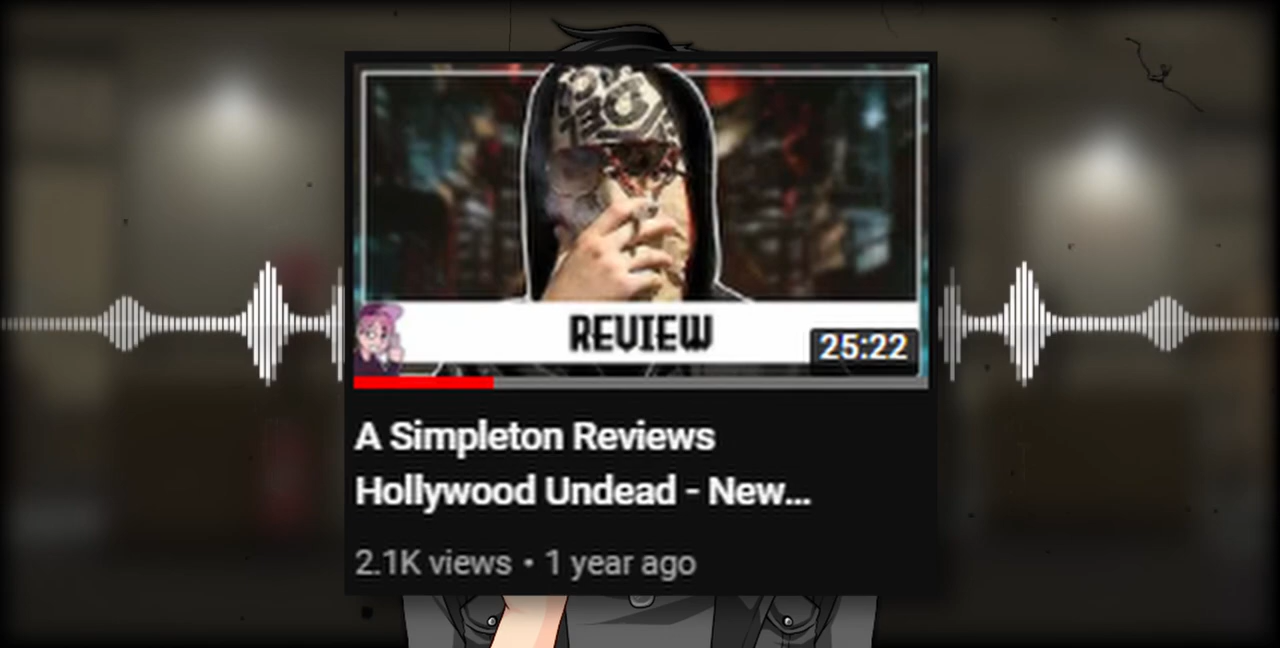 REVIEW
25:22
A Simpleton Reviews
Hollywood Undead - New...
2.1K views • 1 year ago